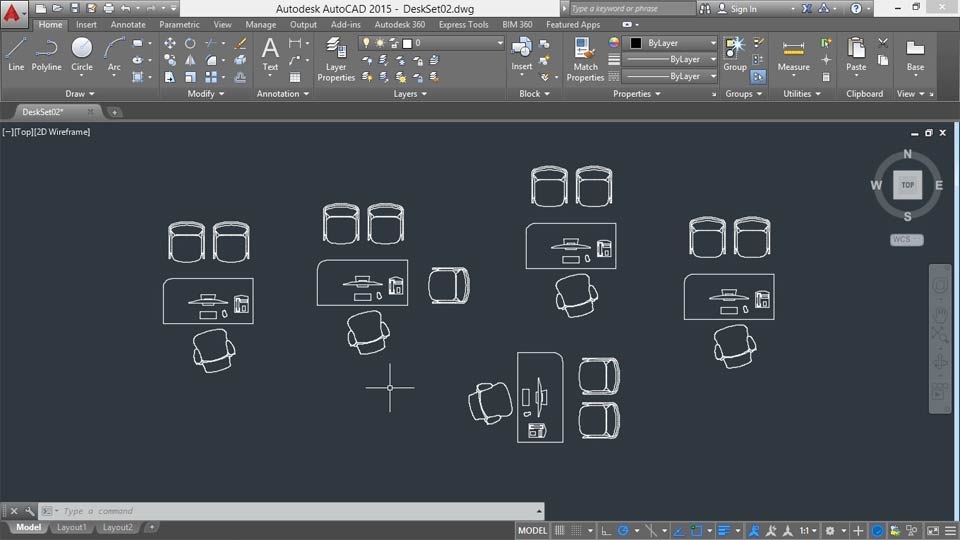 Autodesk AutoCAD 2015 - DeskSet02.dwg
Type a keyword or phrase
Sign In
Home Insert Annotate Parametric View Manage Output Add-ins Autodesk 360 Express Tools BIM 360 Featured Apps
Line Polyline Circle Arc
Text
Layer Properties
0
Insert
Match Properties
ByLayer
ByLayer
ByLayer
Group
Measure
Paste
Base
Draw Modify Annotation Layers Block Properties Groups Utilities Clipboard View
DeskSet02*
[−][Top][2D Wireframe]
N
W TOP E
S
WCS
Type a command
Model Layout1 Layout2
MODEL 1:1